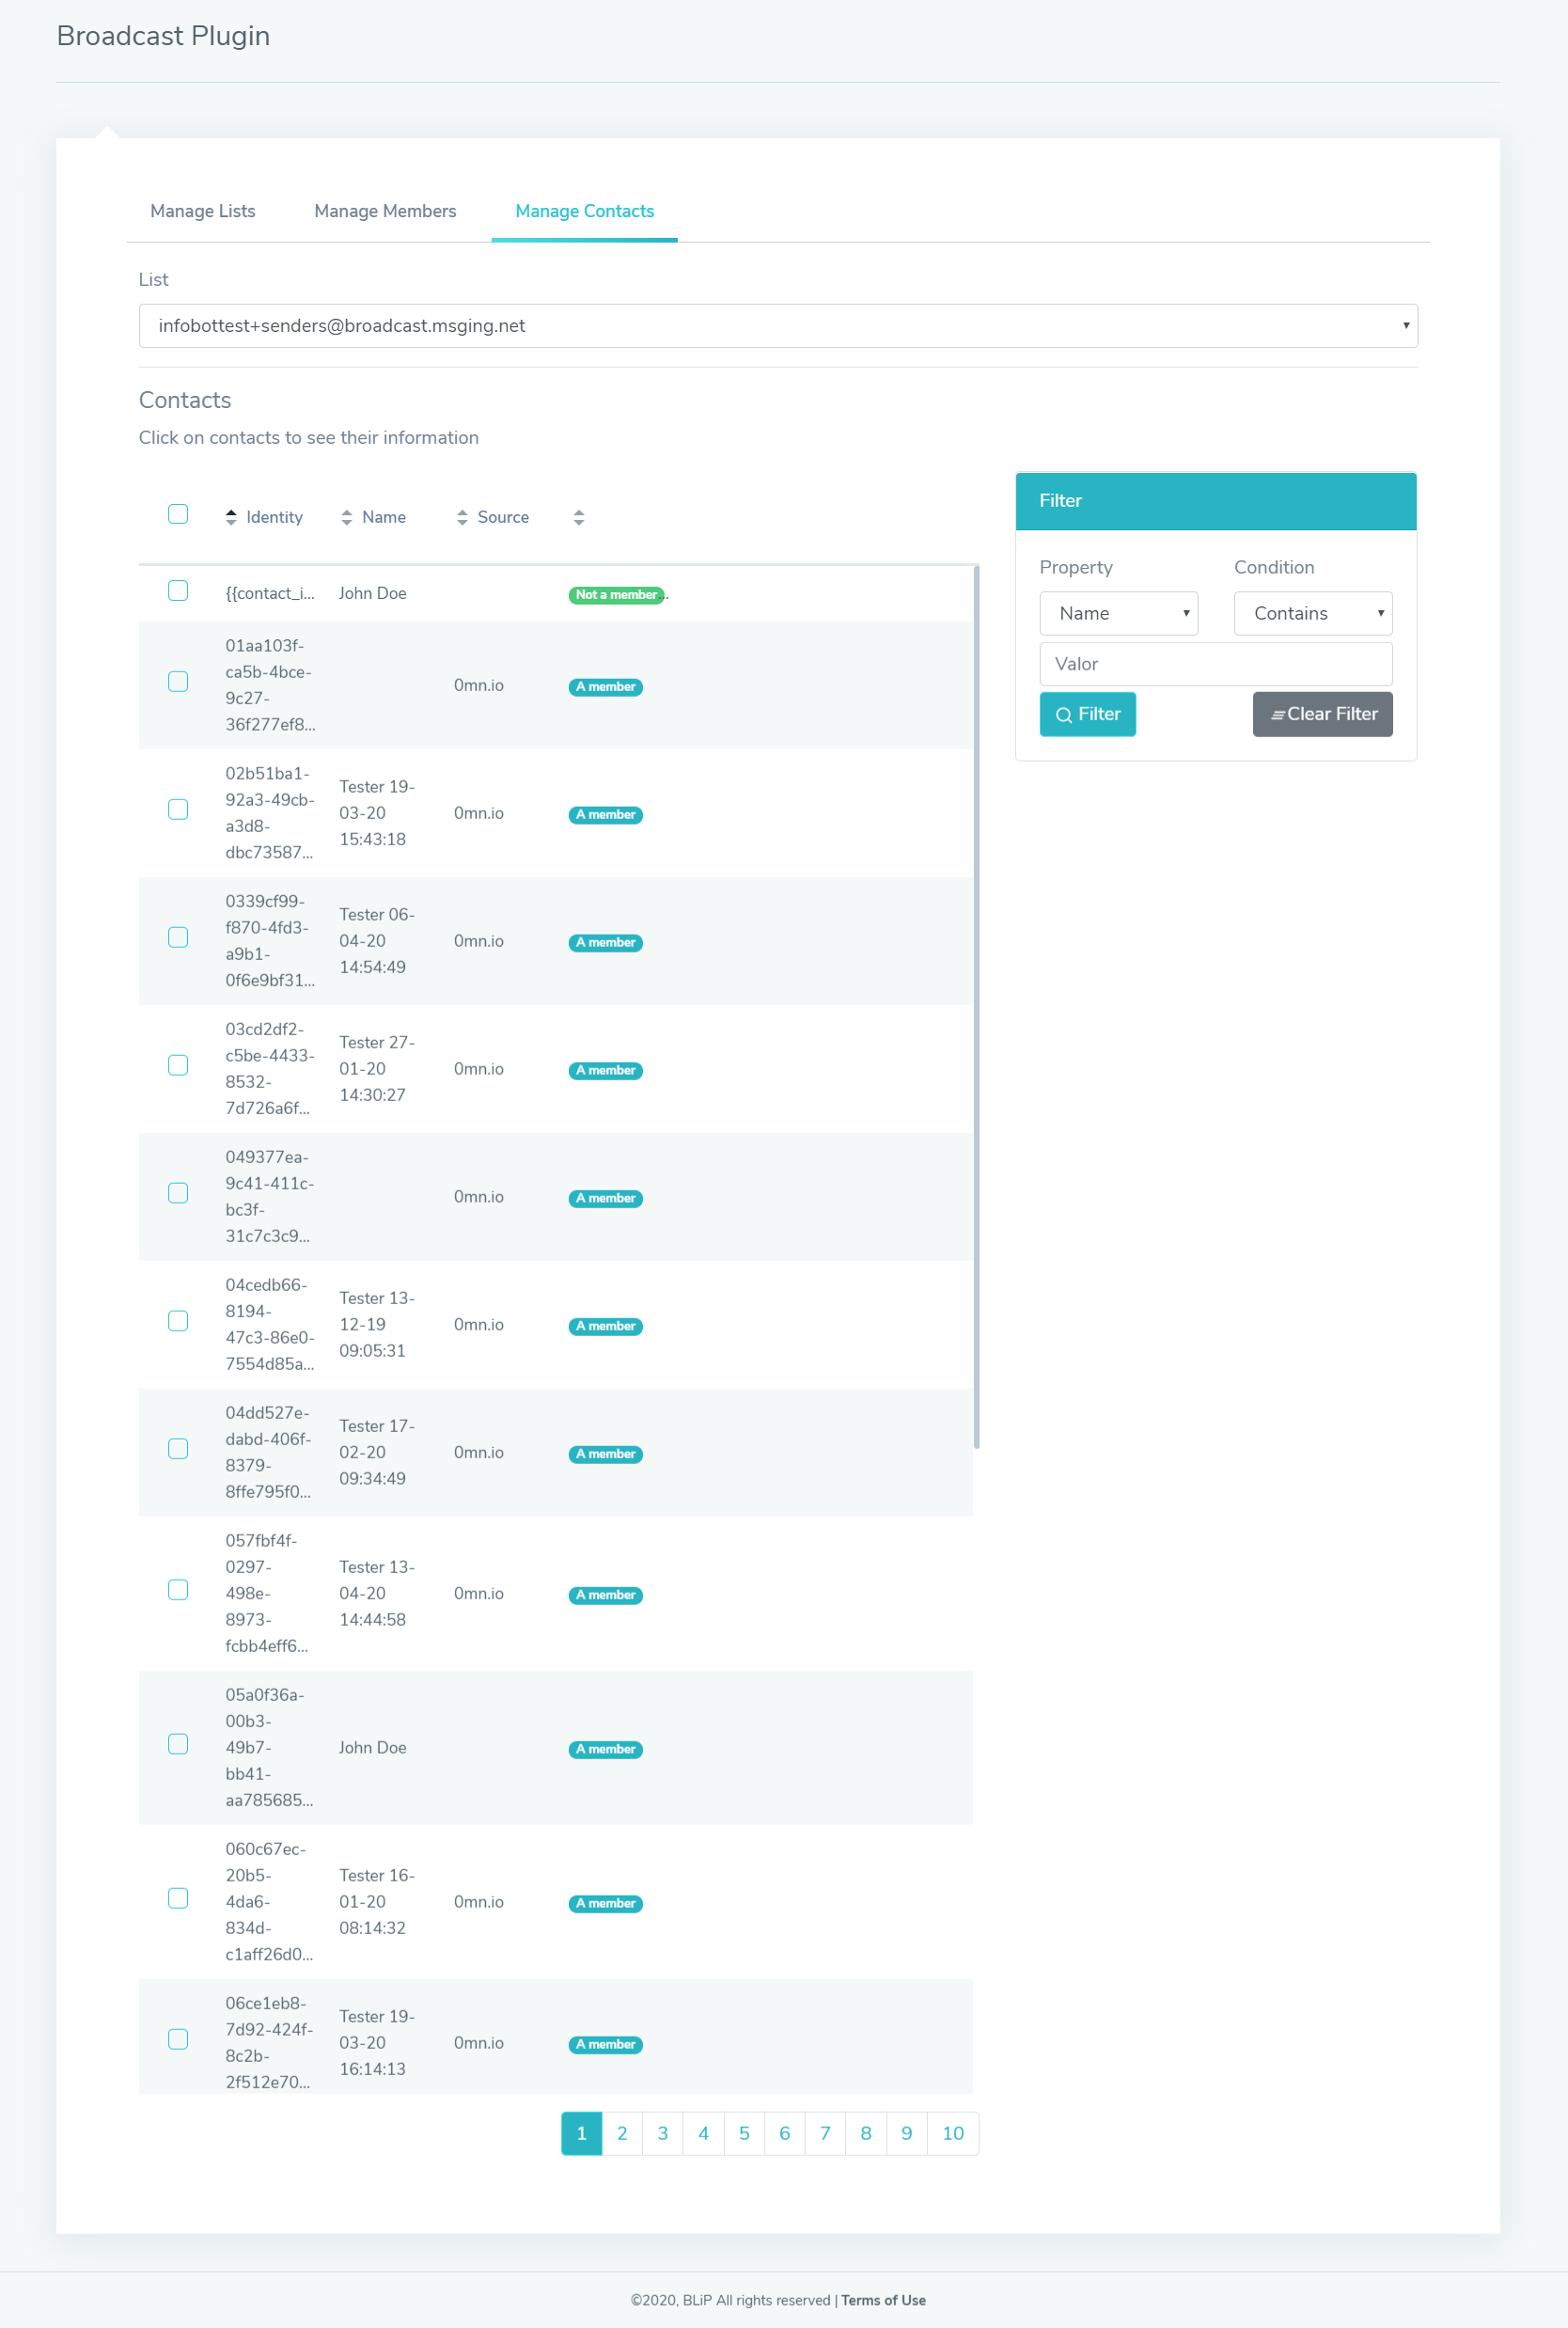 Broadcast Plugin
Manage Lists Manage Members Manage Contacts
List
infobottest+senders@broadcast.msging.net
Contacts
Click on contacts to see their information
Identity Name Source
{{contact_i... John Doe Not a member...
01aa103f-
ca5b-4bce-
9c27-
36f277ef8...
0mn.io A member
02b51ba1-
92a3-49cb-
a3d8-
dbc73587...
Tester 19-
03-20
15:43:18
0mn.io A member
0339cf99-
f870-4fd3-
a9b1-
0f6e9bf31...
Tester 06-
04-20
14:54:49
0mn.io A member
03cd2df2-
c5be-4433-
8532-
7d726a6f...
Tester 27-
01-20
14:30:27
0mn.io A member
049377ea-
9c41-411c-
bc3f-
31c7c3c9...
0mn.io A member
04cedb66-
8194-
47c3-86e0-
7554d85a...
Tester 13-
12-19
09:05:31
0mn.io A member
04dd527e-
dabd-406f-
8379-
8ffe795f0...
Tester 17-
02-20
09:34:49
0mn.io A member
057fbf4f-
0297-
498e-
8973-
fcbb4eff6...
Tester 13-
04-20
14:44:58
0mn.io A member
05a0f36a-
00b3-
49b7-
bb41-
aa785685...
John Doe A member
060c67ec-
20b5-
4da6-
834d-
c1aff26d0...
Tester 16-
01-20
08:14:32
0mn.io A member
06ce1eb8-
7d92-424f-
8c2b-
2f512e70...
Tester 19-
03-20
16:14:13
0mn.io A member
1 2 3 4 5 6 7 8 9 10
Filter
Property Condition
Name Contains
Valor
Filter Clear Filter
©2020, BLiP All rights reserved | Terms of Use